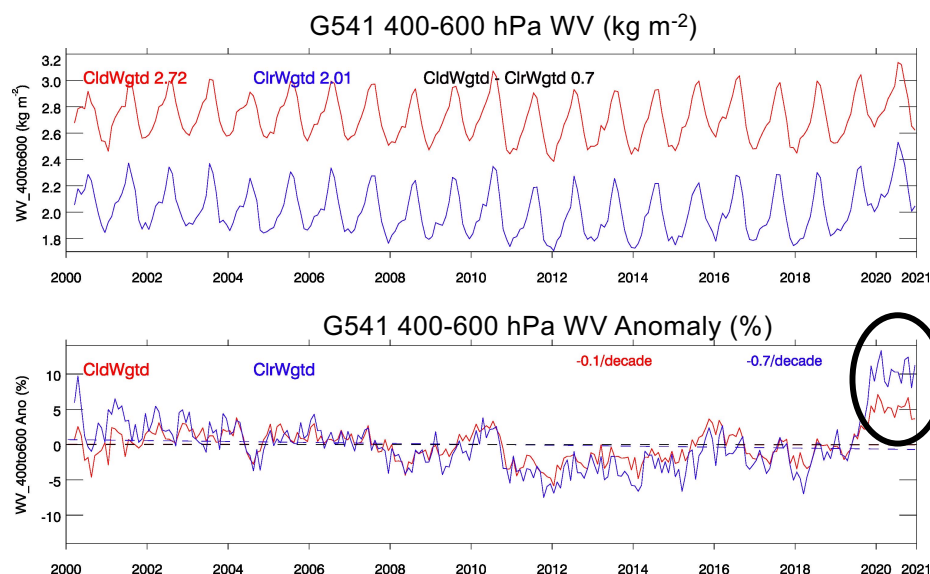 G541 400-600 hPa WV (kg m-2)
WV_400to600 (kg m-2)
3.2
3.0
2.8
2.6
2.4
2.2
2.0
1.8
CldWgtd 2.72 ClrWgtd 2.01 CldWgtd - ClrWgtd 0.7
2000 2002 2004 2006 2008 2010 2012 2014 2016 2018 2020 2021
G541 400-600 hPa WV Anomaly (%)
WV_400to600 Ano (%)
10
5
0
-5
-10
CldWgtd ClrWgtd -0.1/decade -0.7/decade
2000 2002 2004 2006 2008 2010 2012 2014 2016 2018 2020 2021